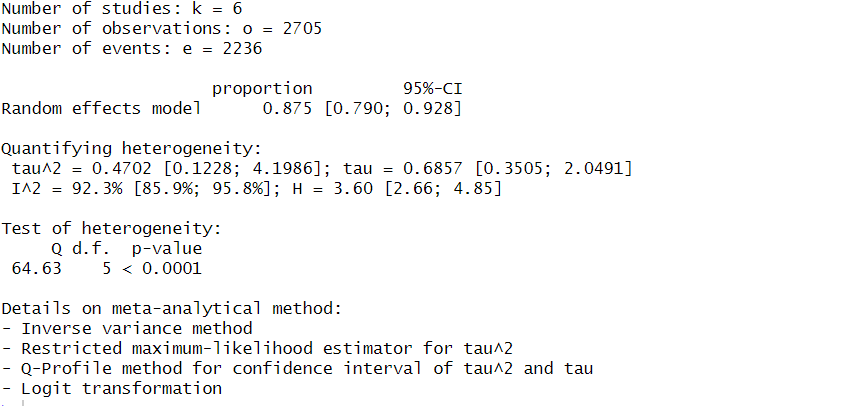 Number of studies: k = 6
Number of observations: o = 2705
Number of events: e = 2236
proportion 95%-CI
Random effects model 0.875 [0.790; 0.928]
Quantifying heterogeneity:
tau^2 = 0.4702 [0.1228; 4.1986]; tau = 0.6857 [0.3505; 2.0491]
I^2 = 92.3% [85.9%; 95.8%]; H = 3.60 [2.66; 4.85]
Test of heterogeneity:
Q d.f. p-value
64.63 5 < 0.0001
Details on meta-analytical method:
- Inverse variance method
- Restricted maximum-likelihood estimator for tau^2
- Q-Profile method for confidence interval of tau^2 and tau
- Logit transformation